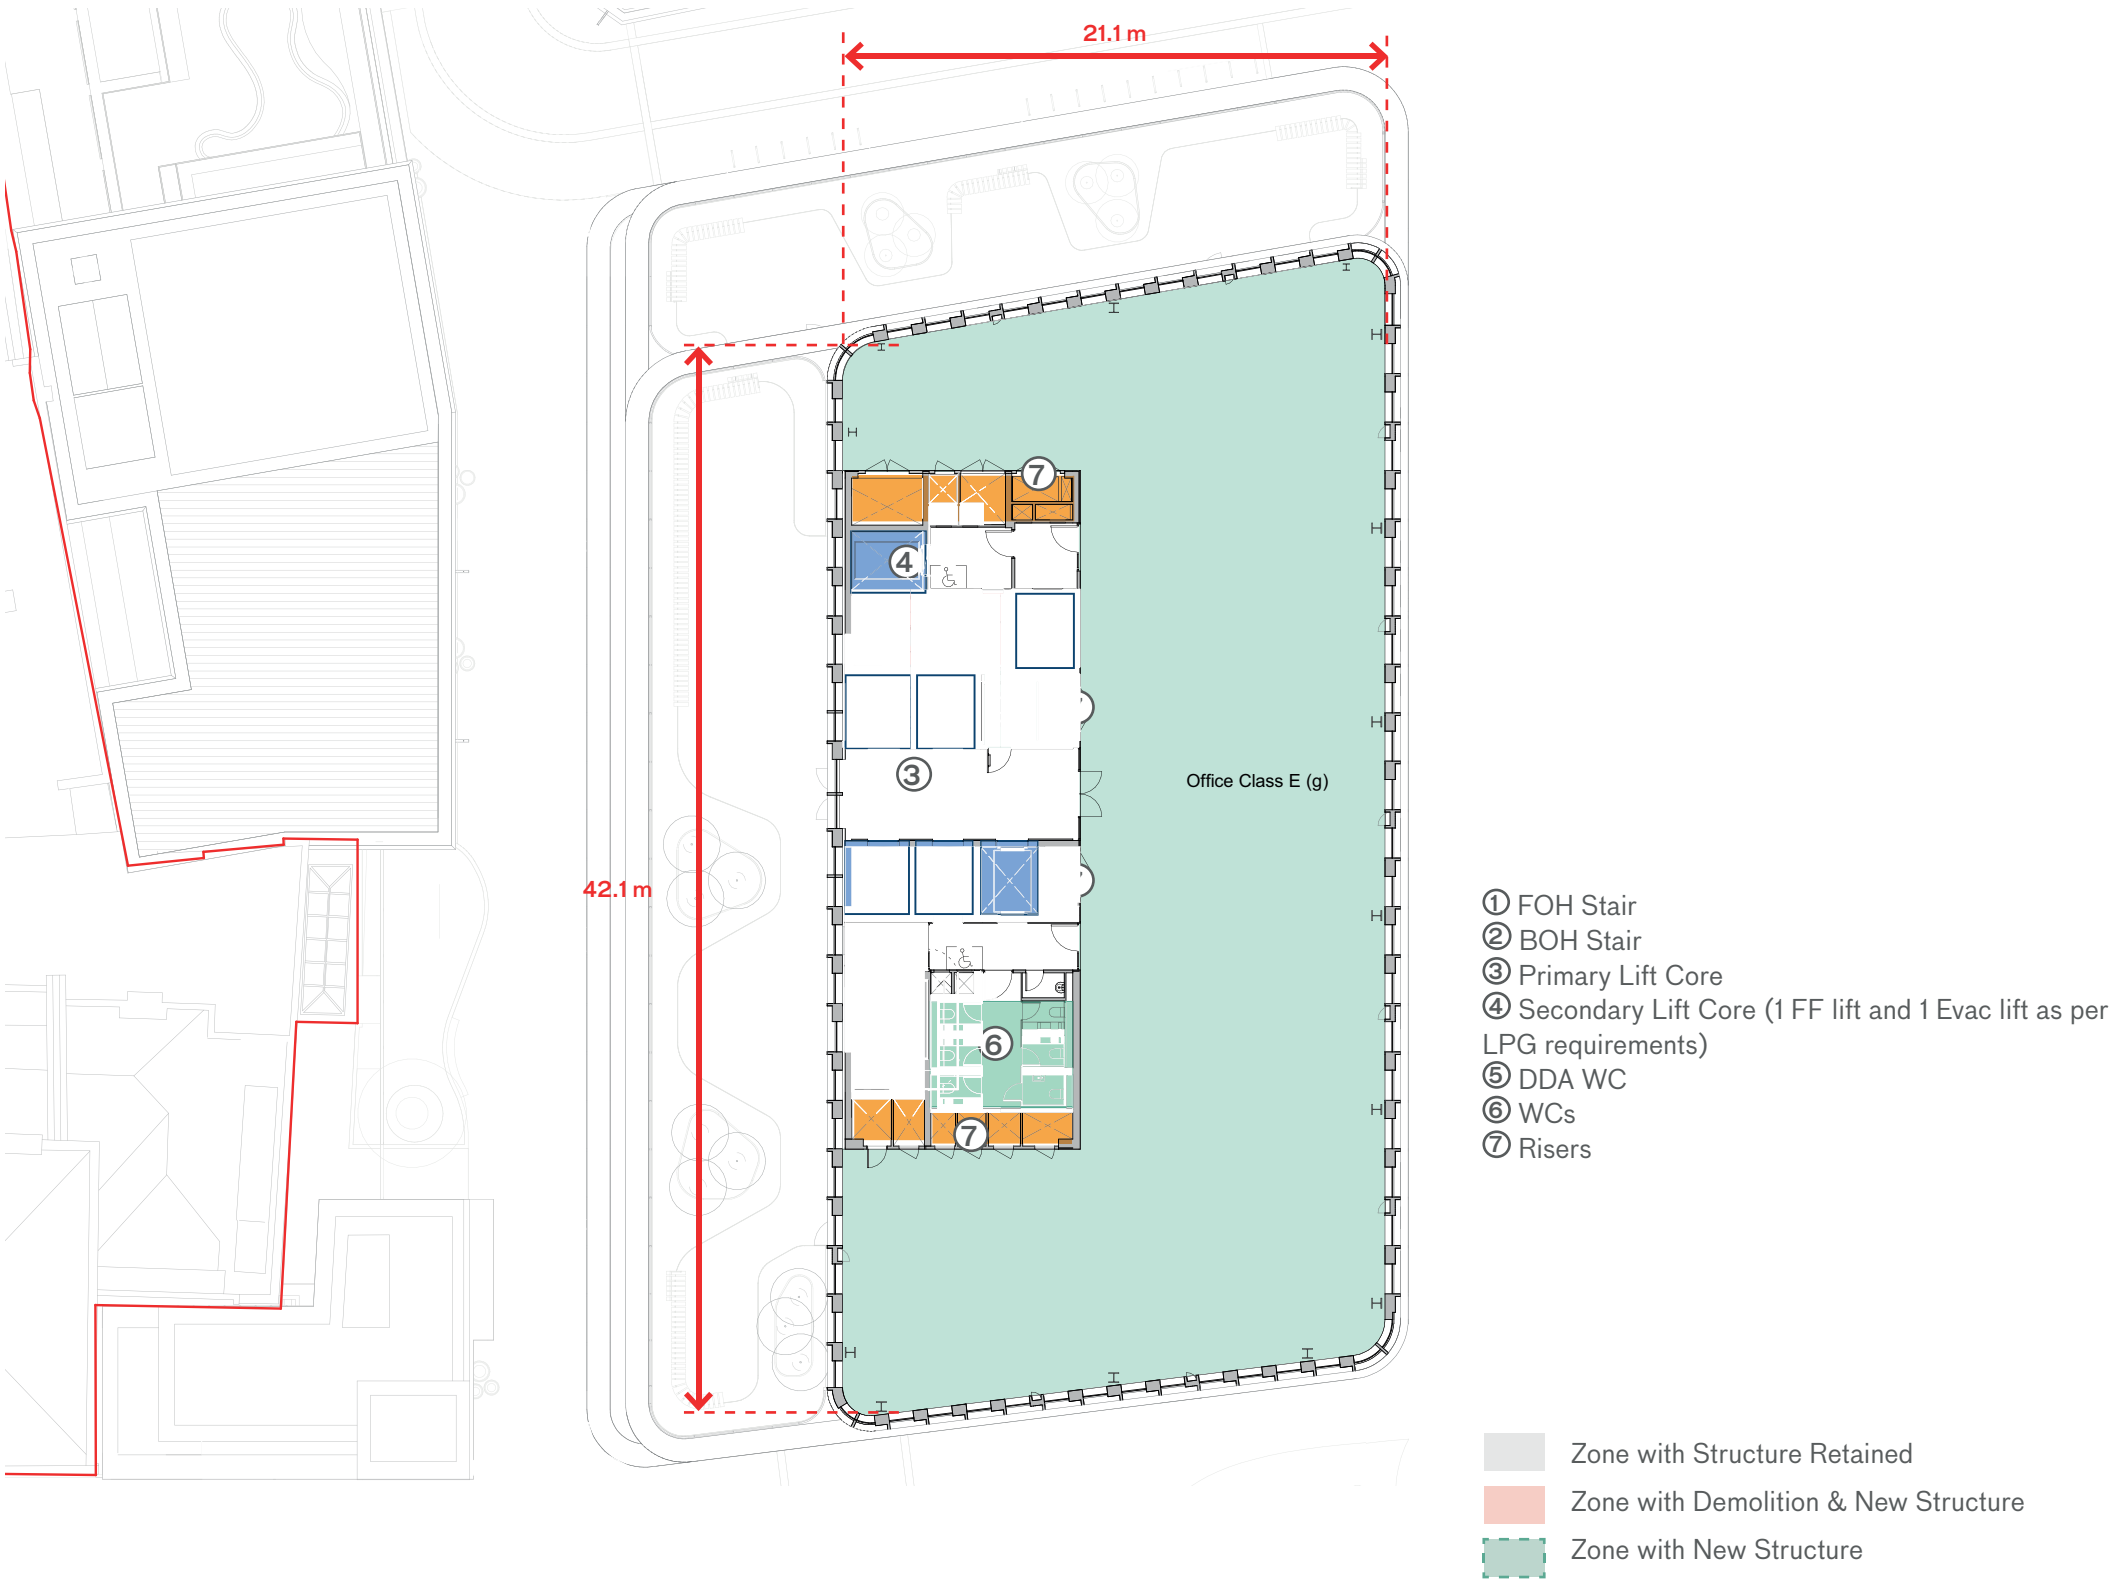 21.1 m
7
4
3
Office Class E (g)
42.1 m
6
7
1 FOH Stair
2 BOH Stair
3 Primary Lift Core
4 Secondary Lift Core (1 FF lift and 1 Evac lift as per
LPG requirements)
5 DDA WC
6 WCs
7 Risers
Zone with Structure Retained
Zone with Demolition & New Structure
Zone with New Structure